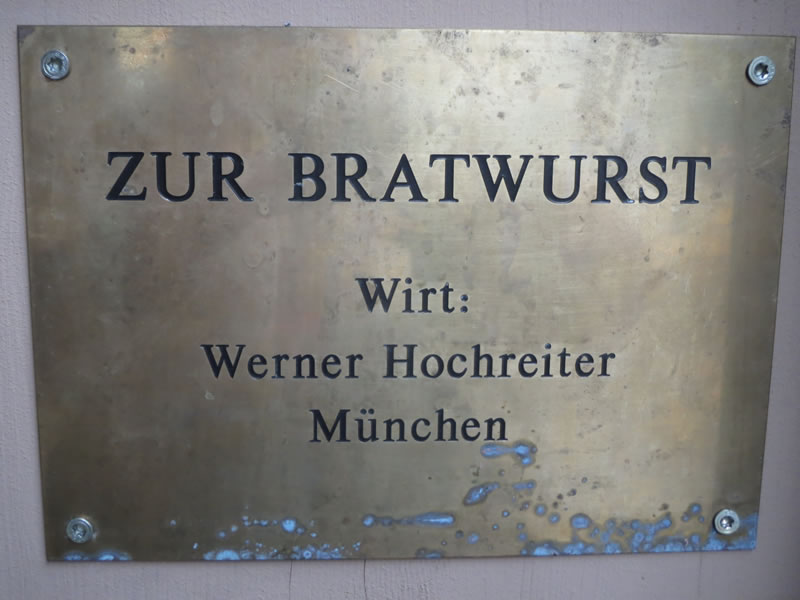 ZUR BRATWURST
Wirt:
Werner Hochreiter
München